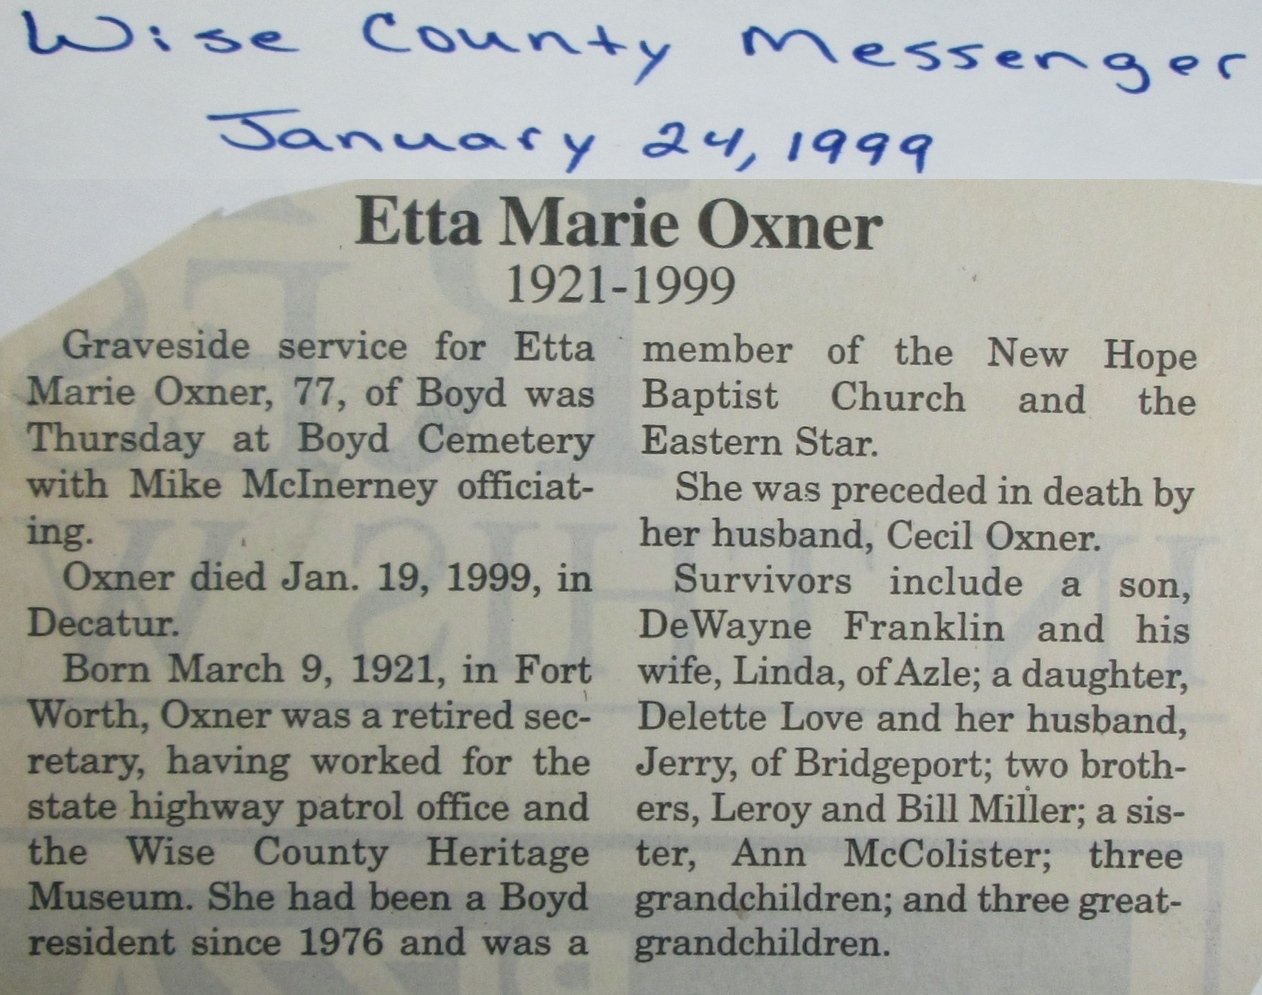 Wise County Messenger
January 24, 1999
Etta Marie Oxner
1921-1999
Graveside service for Etta
Marie Oxner, 77, of Boyd was
Thursday at Boyd Cemetery
with Mike McInerney officiat-
ing.
Oxner died Jan. 19, 1999, in
Decatur.
Born March 9, 1921, in Fort
Worth, Oxner was a retired sec-
retary, having worked for the
state highway patrol office and
the Wise County Heritage
Museum. She had been a Boyd
resident since 1976 and was a
member of the New Hope
Baptist Church and the
Eastern Star.
She was preceded in death by
her husband, Cecil Oxner.
Survivors include a son,
DeWayne Franklin and his
wife, Linda, of Azle; a daughter,
Delette Love and her husband,
Jerry, of Bridgeport; two broth-
ers, Leroy and Bill Miller; a sis-
ter, Ann McColister; three
grandchildren; and three great-
grandchildren.